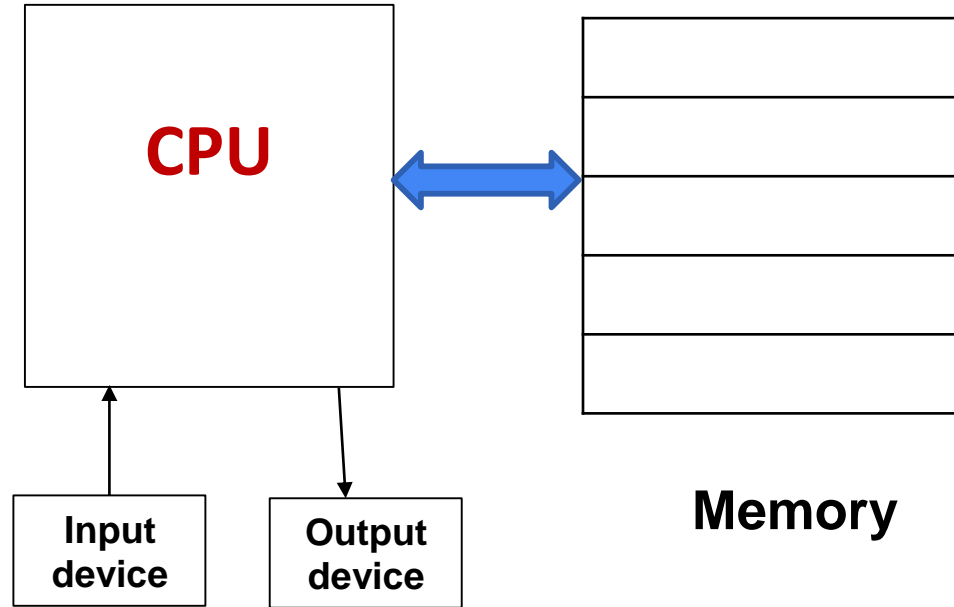 CPU
Memory
Input
device
Output
device